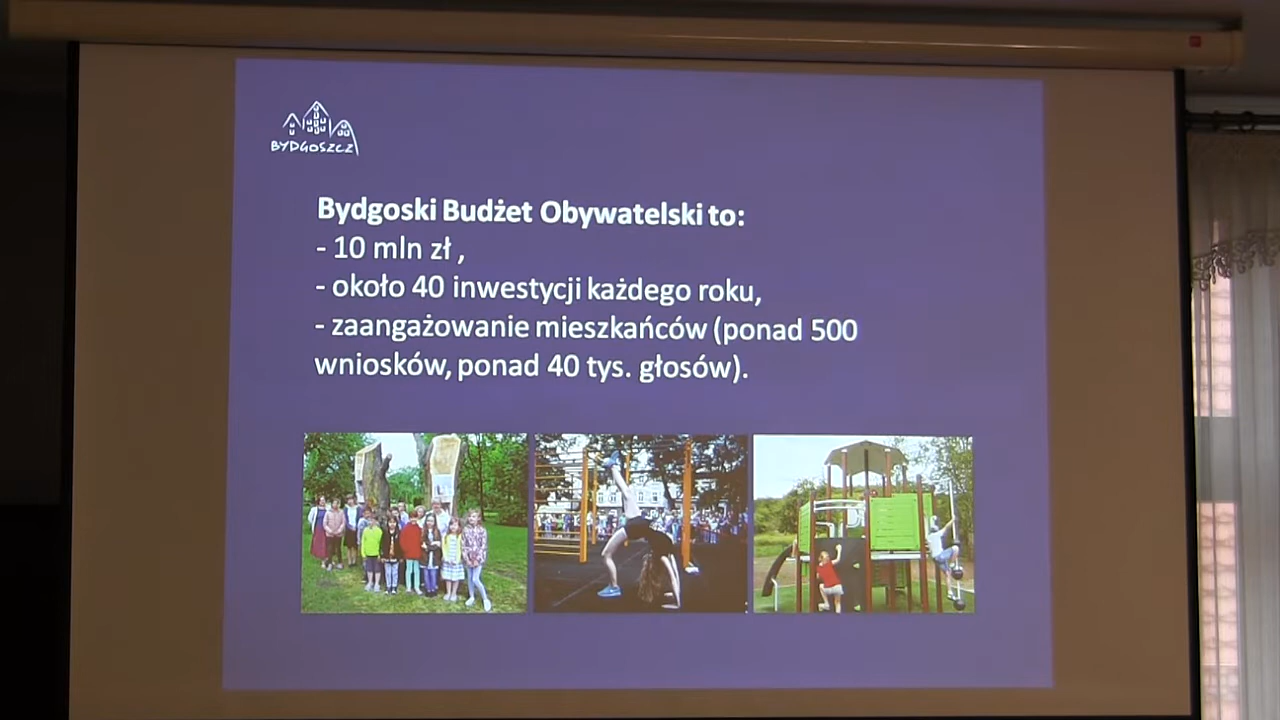 BYDGOSZCZ
Bydgoski Budżet Obywatelski to:
- 10 mln zł ,
- około 40 inwestycji każdego roku,
- zaangażowanie mieszkańców (ponad 500
wniosków, ponad 40 tys. głosów).